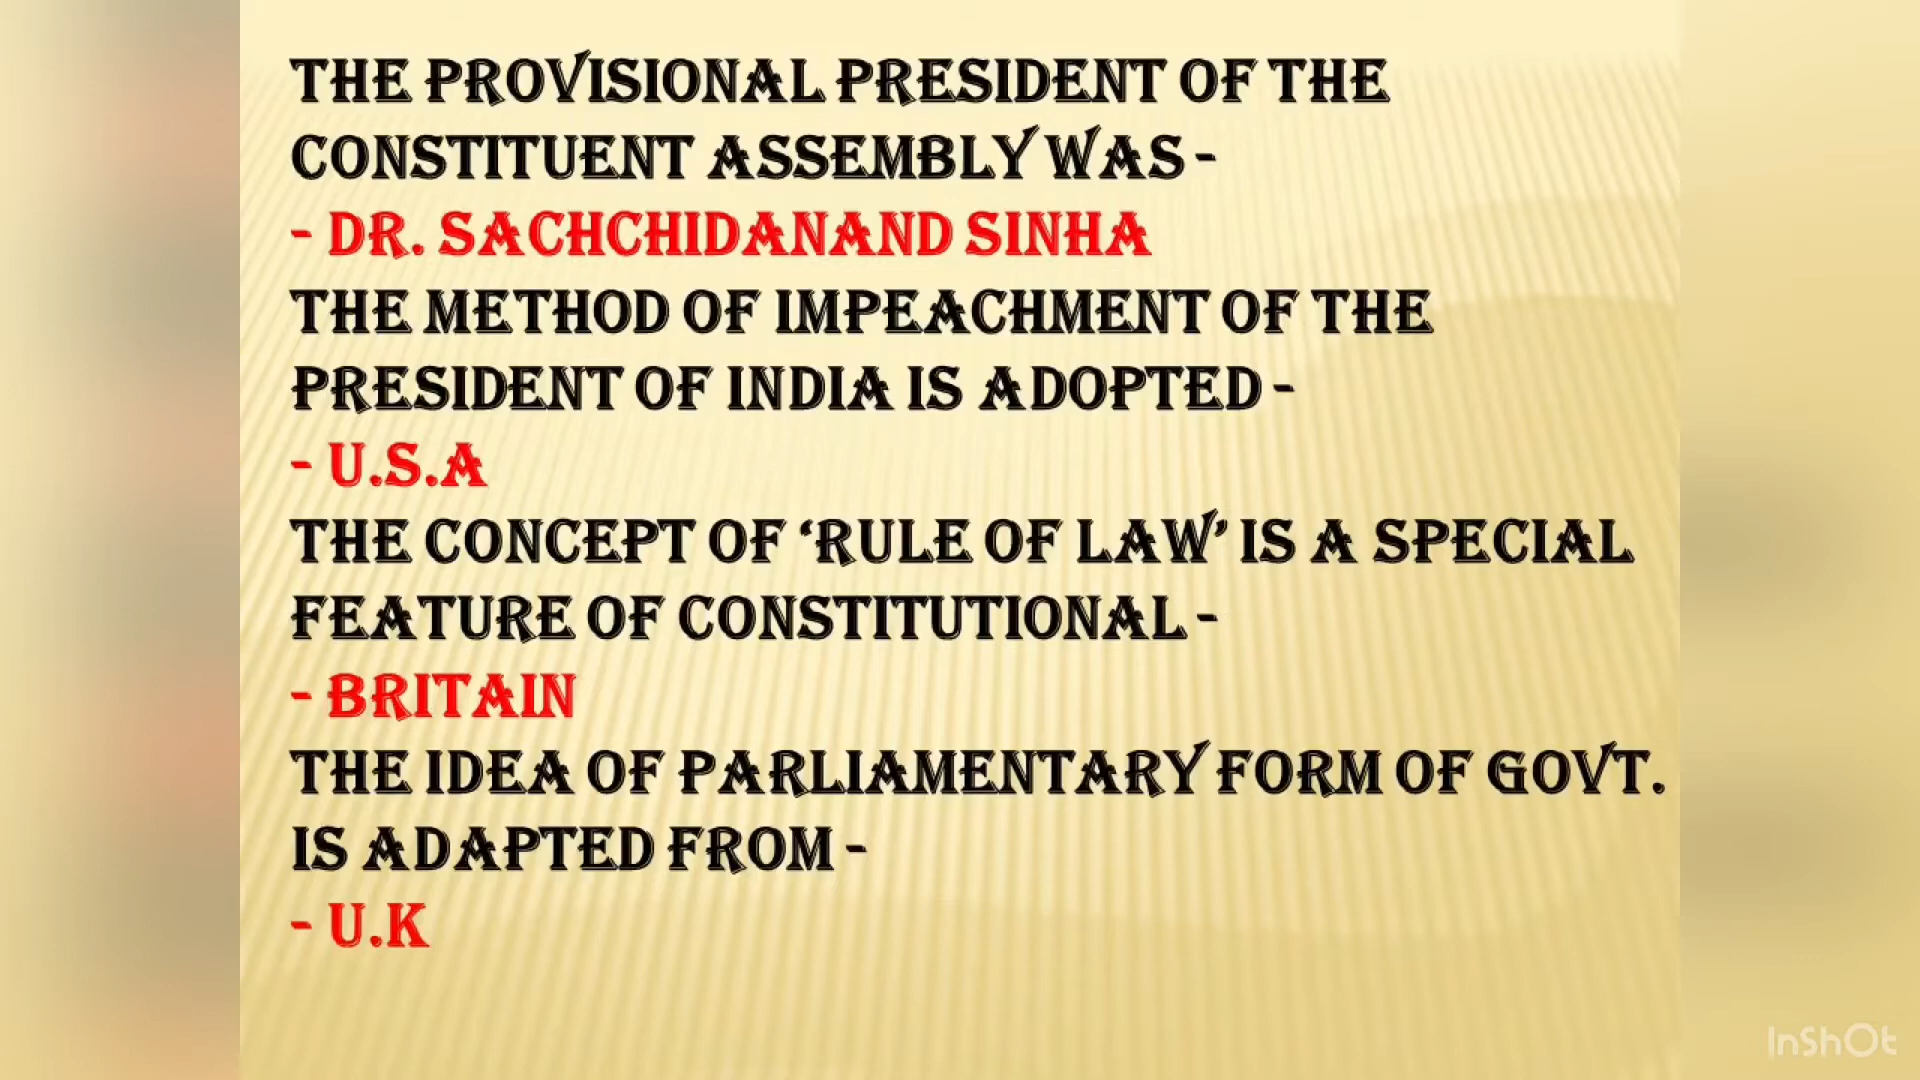 THE PROVISIONAL PRESIDENT OF THE
CONSTITUENT ASSEMBLY WAS -
- DR. SACHCHIDANAND SINHA
THE METHOD OF IMPEACHMENT OF THE
PRESIDENT OF INDIA IS ADOPTED -
- U.S.A
THE CONCEPT OF ‘RULE OF LAW’ IS A SPECIAL
FEATURE OF CONSTITUTIONAL -
- BRITAIN
THE IDEA OF PARLIAMENTARY FORM OF GOVT.
IS ADAPTED FROM -
- U.K
InShOt